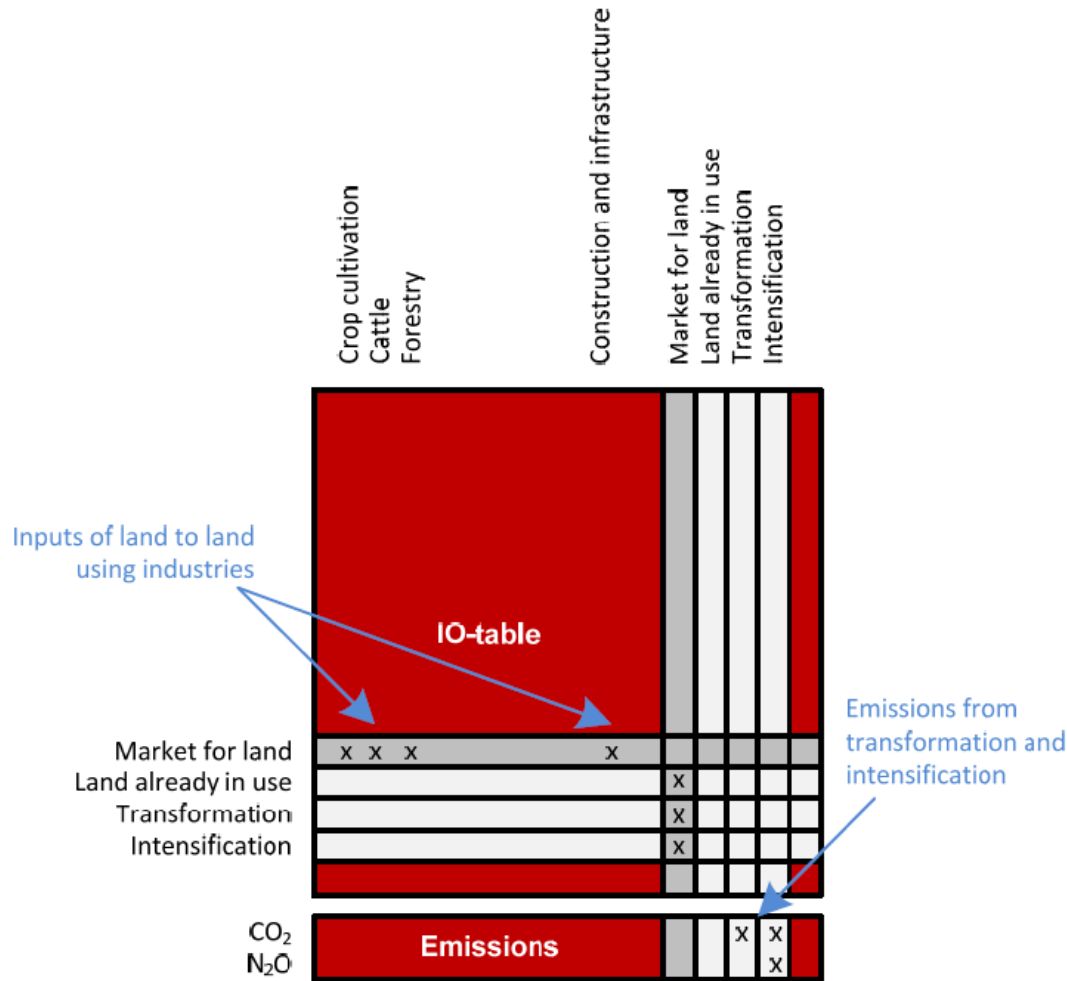 Crop cultivation
Cattle
Forestry
Construction and infrastructure
Market for land
Land already in use
Transformation
Intensification
Inputs of land to land
using industries
IO-table
Emissions from
transformation and
intensification
Market for land x x x x
Land already in use x
Transformation x
Intensification x
CO₂ Emissions x x
N₂O x